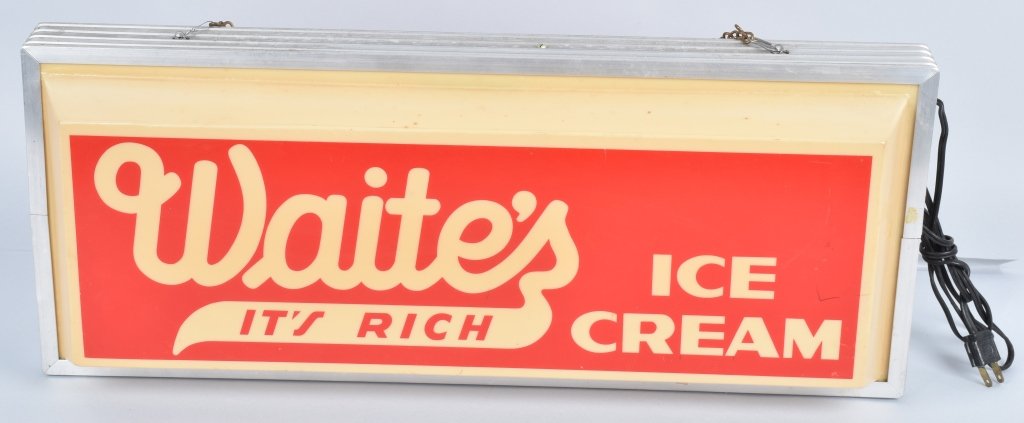 Waite's
IT'S RICH
ICE
CREAM